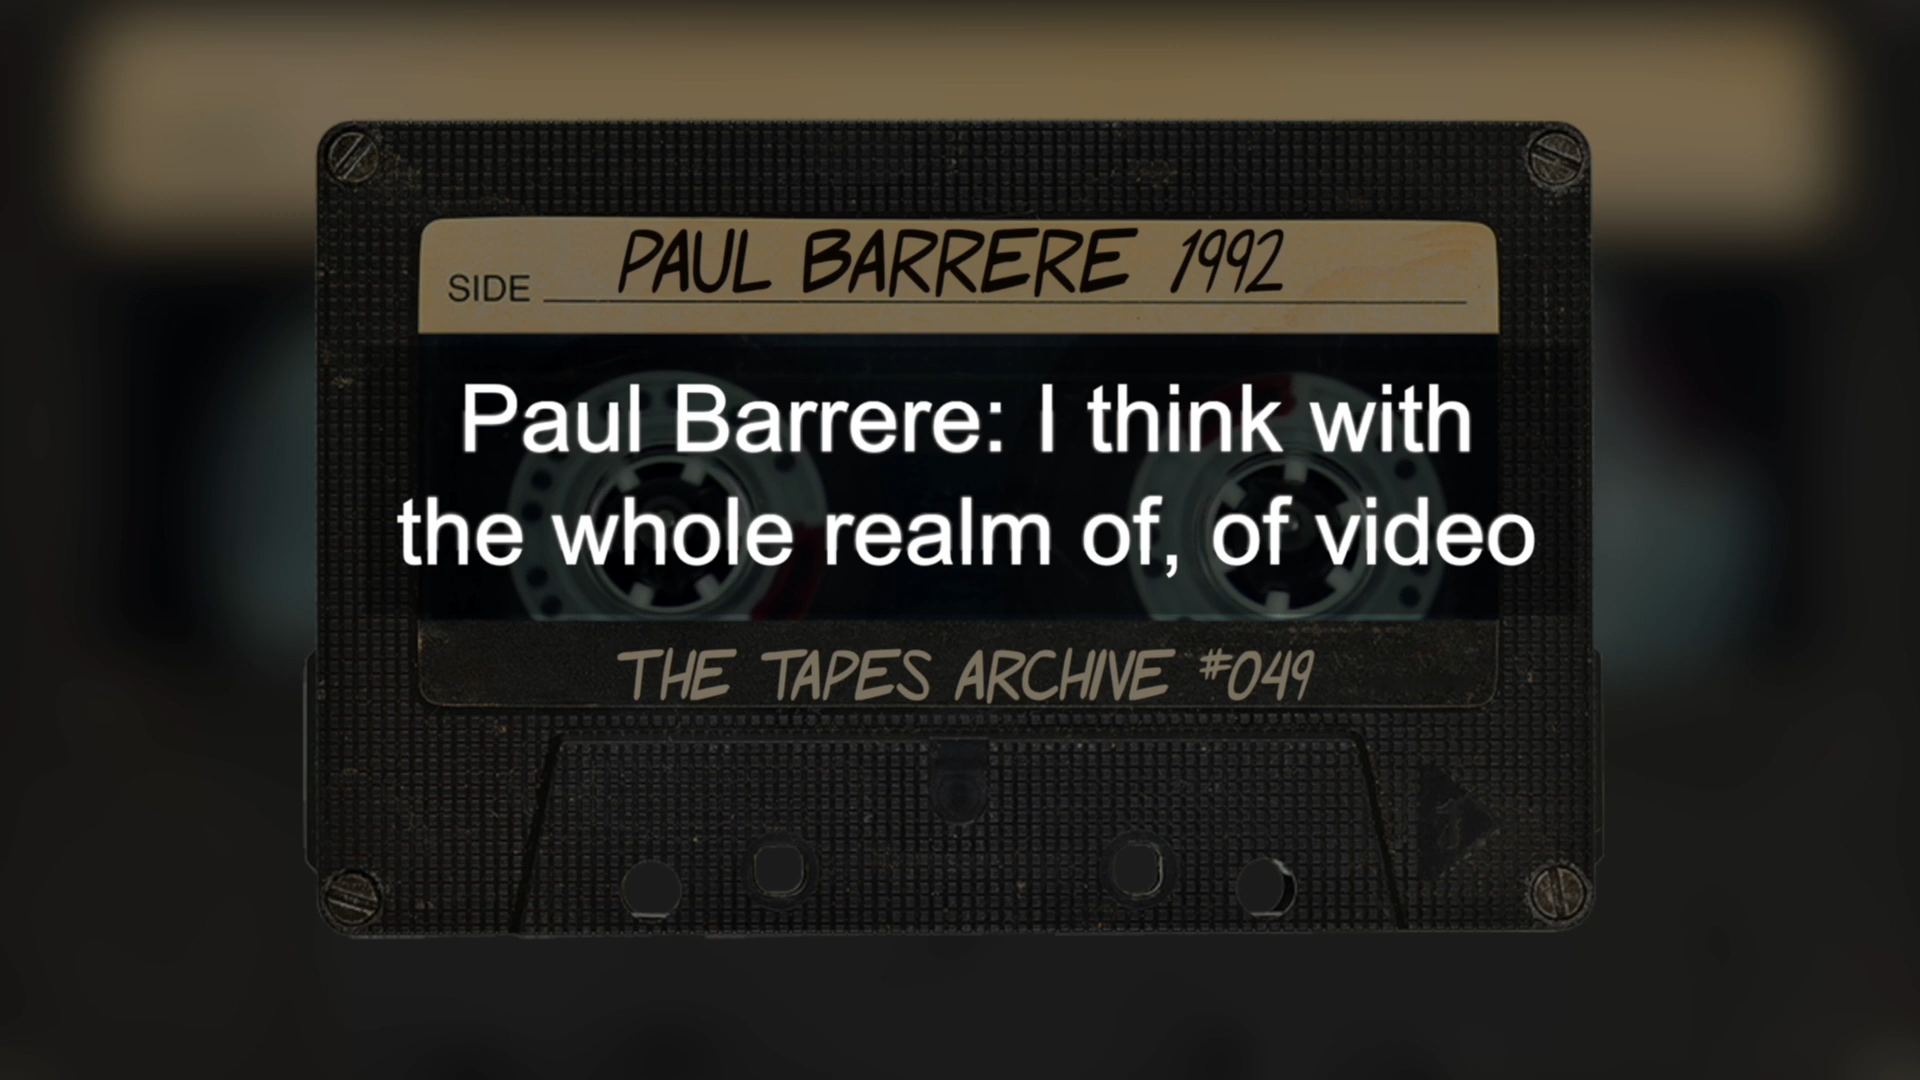 PAUL BARRERE 1992
SIDE
Paul Barrere: I think with
the whole realm of, of video
THE TAPES ARCHIVE #049